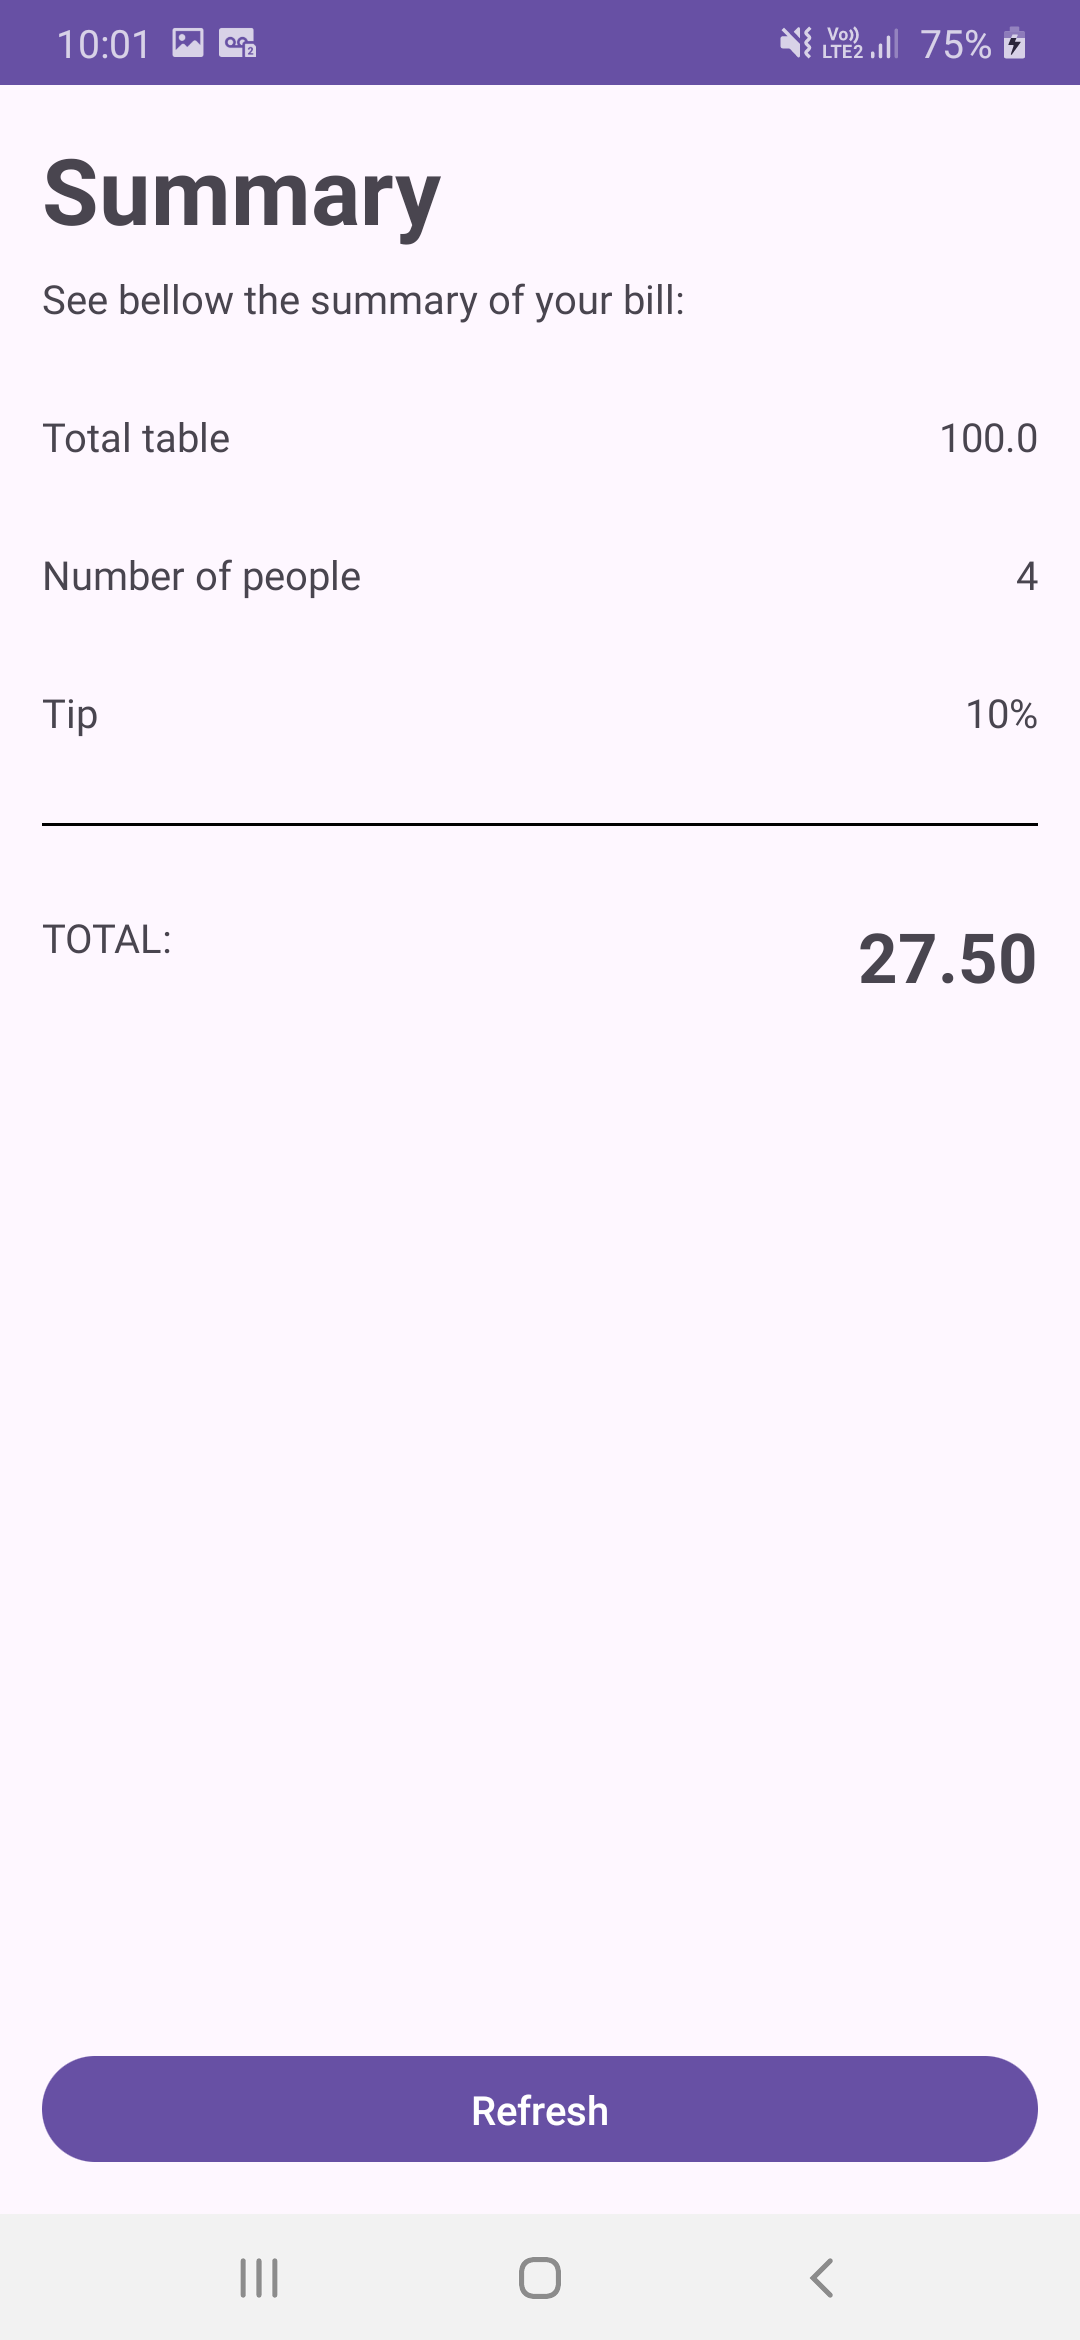 10:01
Vo)) LTE2 75%
Summary
See bellow the summary of your bill:
Total table 100.0
Number of people 4
Tip 10%
TOTAL: 27.50
Refresh